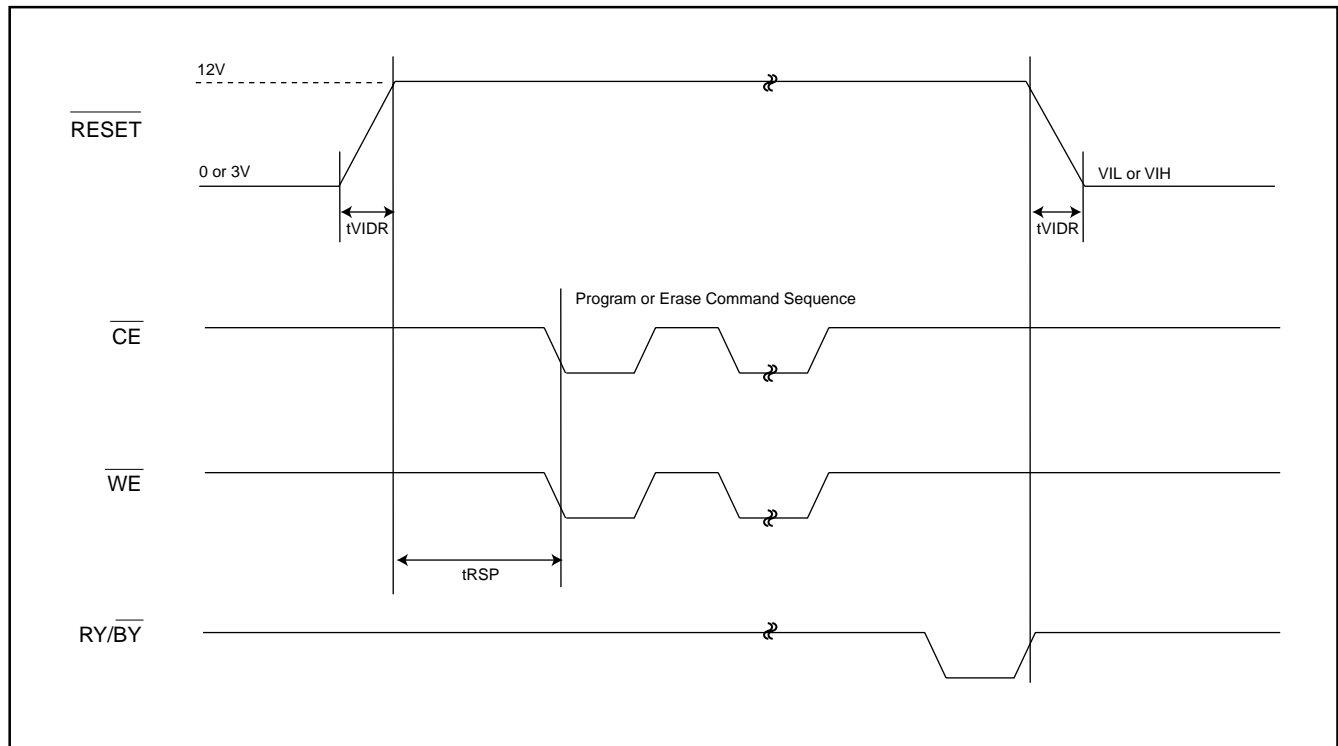 12V
RESET
0 or 3V
VIL or VIH
tVIDR
tVIDR
Program or Erase Command Sequence
CE
WE
tRSP
RY/BY